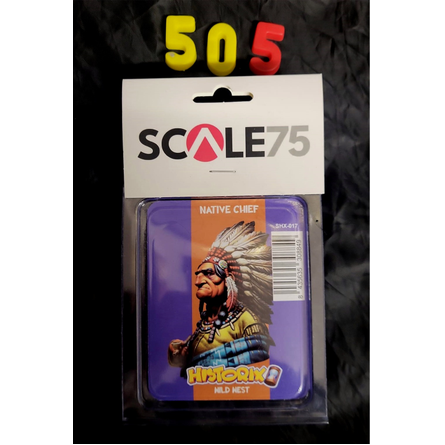 505
SCALE75
NATIVE CHIEF
SHX-017
HISTORIX
WILD WEST